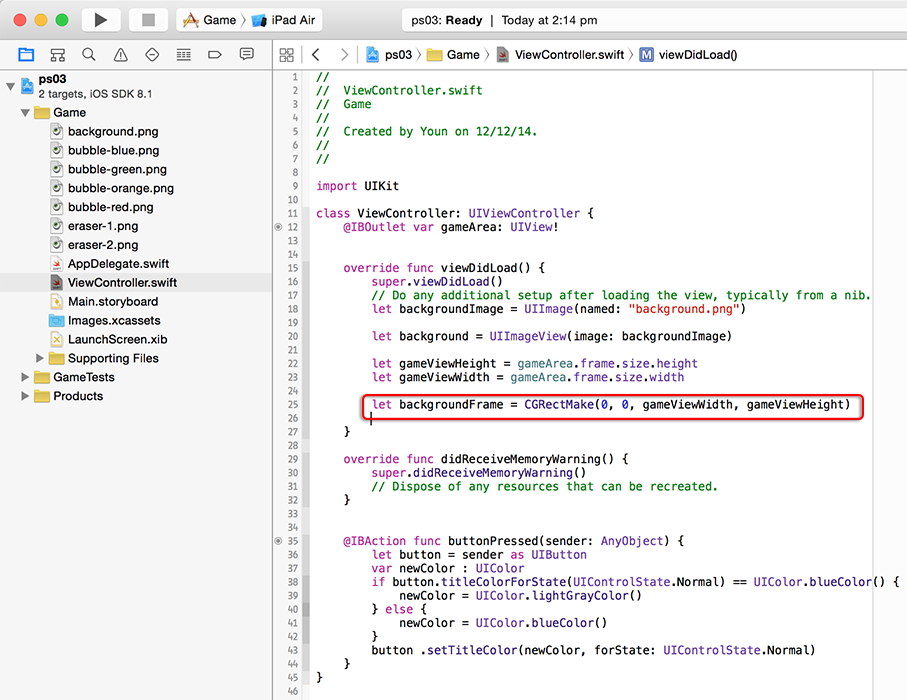 Game 〉 iPad Air
ps03: Ready | Today at 2:14 pm
ps03 〉 Game 〉 ViewController.swift 〉 M viewDidLoad()
ps03
2 targets, iOS SDK 8.1
Game
background.png
bubble-blue.png
bubble-green.png
bubble-orange.png
bubble-red.png
eraser-1.png
eraser-2.png
AppDelegate.swift
ViewController.swift
Main.storyboard
Images.xcassets
LaunchScreen.xib
Supporting Files
GameTests
Products
1 //
2 //  ViewController.swift
3 //  Game
4 //
5 //  Created by Youn on 12/12/14.
6 //
7 //
8
9 import UIKit
10
11 class ViewController: UIViewController {
12     @IBOutlet var gameArea: UIView!
13
14
15     override func viewDidLoad() {
16         super.viewDidLoad()
17         // Do any additional setup after loading the view, typically from a nib.
18         let backgroundImage = UIImage(named: "background.png")
19
20         let background = UIImageView(image: backgroundImage)
21
22         let gameViewHeight = gameArea.frame.size.height
23         let gameViewWidth = gameArea.frame.size.width
24
25         let backgroundFrame = CGRectMake(0, 0, gameViewWidth, gameViewHeight)
26
27     }
28
29     override func didReceiveMemoryWarning() {
30         super.didReceiveMemoryWarning()
31         // Dispose of any resources that can be recreated.
32     }
33
34
35     @IBAction func buttonPressed(sender: AnyObject) {
36         let button = sender as UIButton
37         var newColor : UIColor
38         if button.titleColorForState(UIControlState.Normal) == UIColor.blueColor() {
39             newColor = UIColor.lightGrayColor()
40         } else {
41             newColor = UIColor.blueColor()
42         }
43         button .setTitleColor(newColor, forState: UIControlState.Normal)
44     }
45 }
46